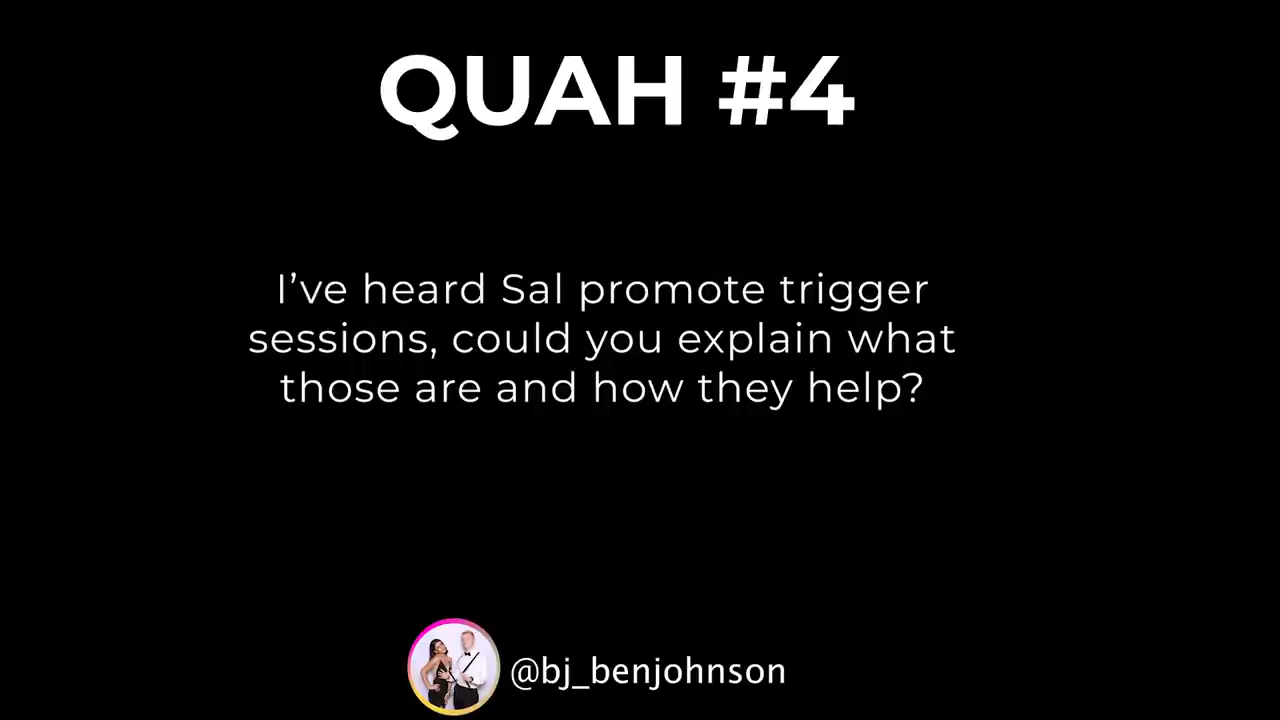 QUAH #4
I’ve heard Sal promote trigger
sessions, could you explain what
those are and how they help?
@bj_benjohnson